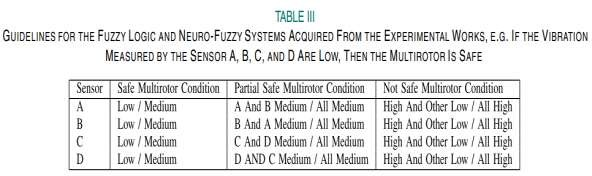 TABLE III
GUIDELINES FOR THE FUZZY LOGIC AND NEURO-FUZZY SYSTEMS ACQUIRED FROM THE EXPERIMENTAL WORKS, E.G. IF THE VIBRATION
MEASURED BY THE SENSOR A, B, C, AND D ARE LOW, THEN THE MULTIROTOR IS SAFE
Sensor Safe Multirotor Condition Partial Safe Multirotor Condition Not Safe Multirotor Condition
A Low / Medium A And B Medium / All Medium High And Other Low / All High
B Low / Medium B And A Medium / All Medium High And Other Low / All High
C Low / Medium C And D Medium / All Medium High And Other Low / All High
D Low / Medium D AND C Medium / All Medium High And Other Low / All High